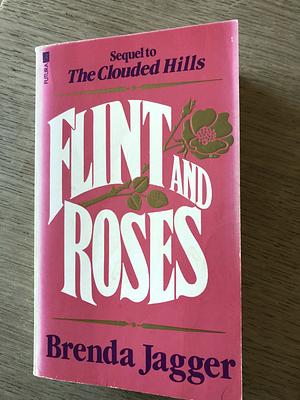 FUTURA
Sequel to
The Clouded Hills
FLINT
AND
ROSES
Brenda Jagger